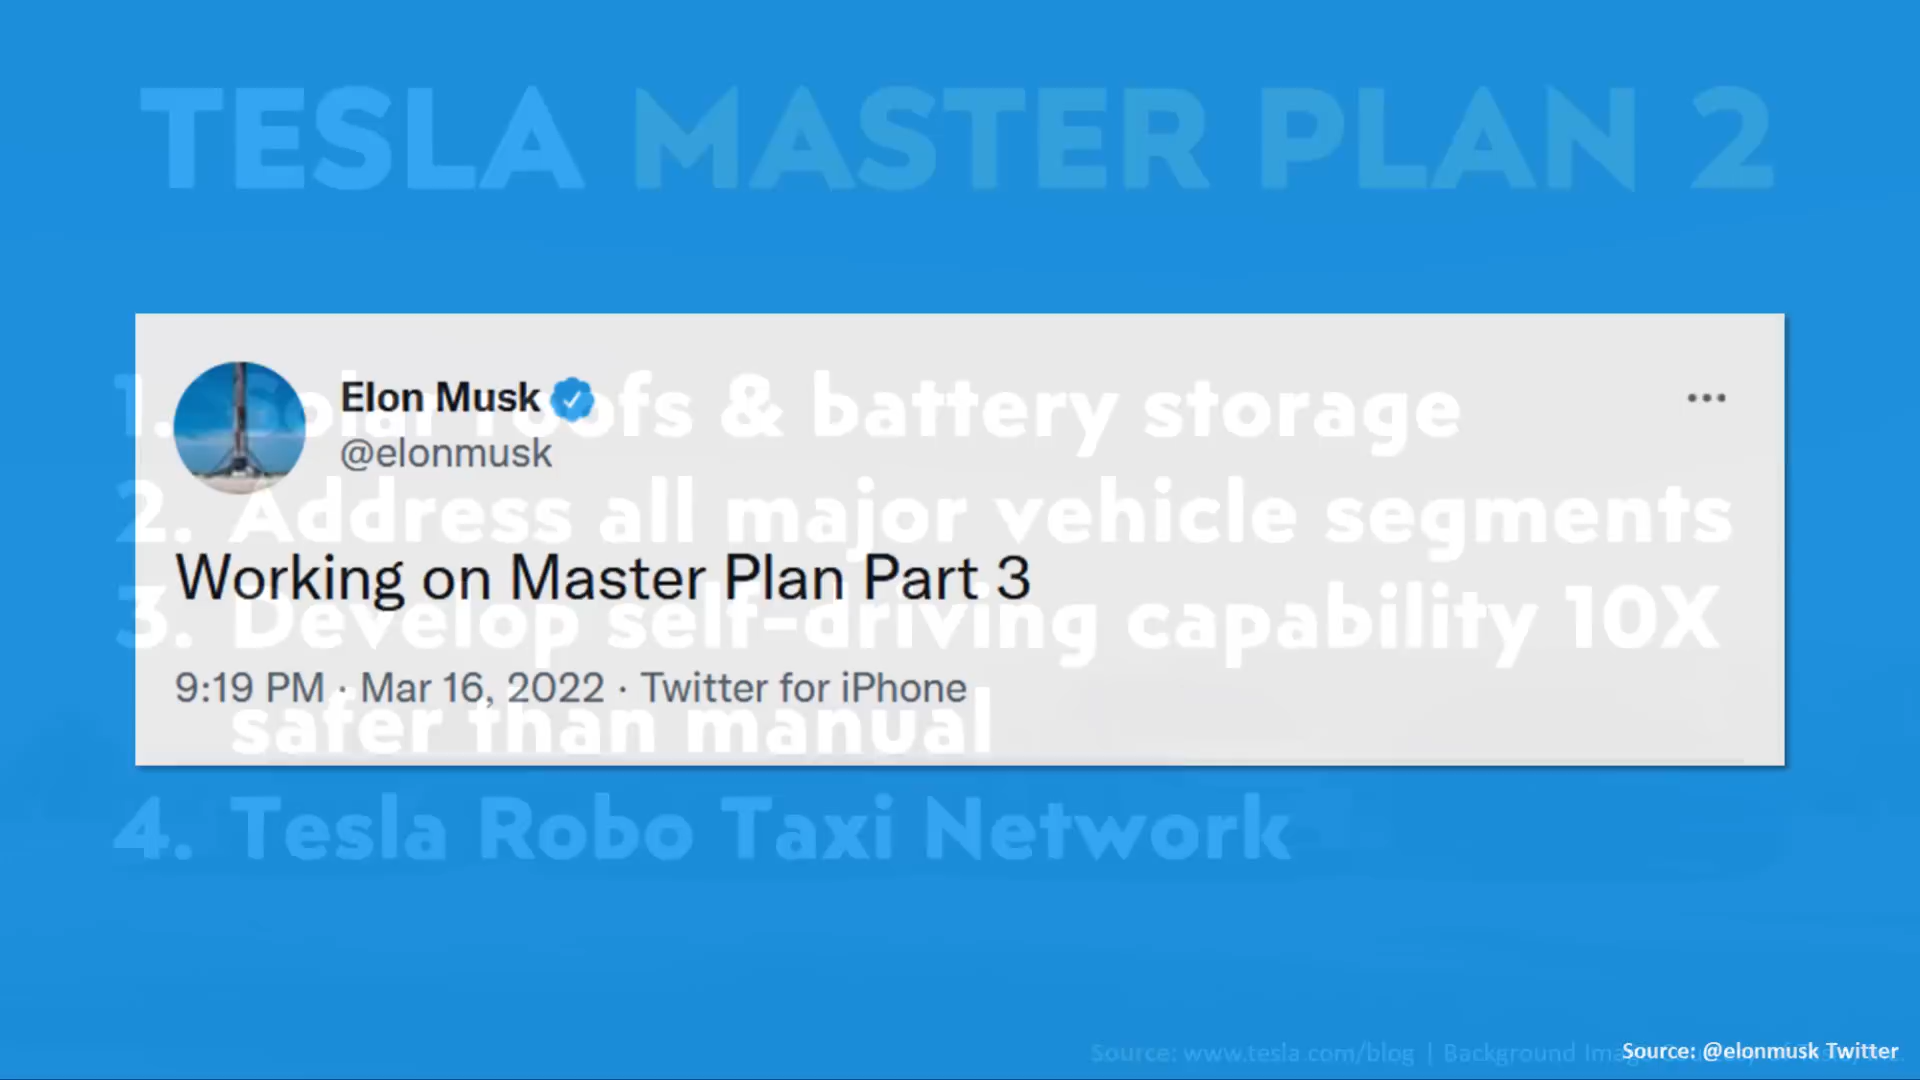 TESLA MASTER PLAN 2
Elon Musk
@elonmusk
1. Solar roofs & battery storage
2. Address all major vehicle segments
Working on Master Plan Part 3
3. Develop self-driving capability 10X
9:19 PM · Mar 16, 2022 · Twitter for iPhone
safer than manual
4. Tesla Robo Taxi Network
Source: www.tesla.com/blog | Background
Source: @elonmusk Twitter